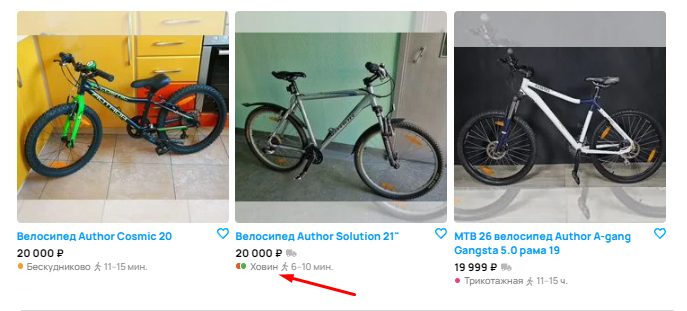 Велосипед Author Cosmic 20
20 000 ₽
Бескудниково 11–15 мин.
Велосипед Author Solution 21"
20 000 ₽
Ховин 6–10 мин.
MTB 26 велосипед Author A-gang
Gangsta 5.0 рама 19
19 999 ₽
Трикотажная 11–15 ч.